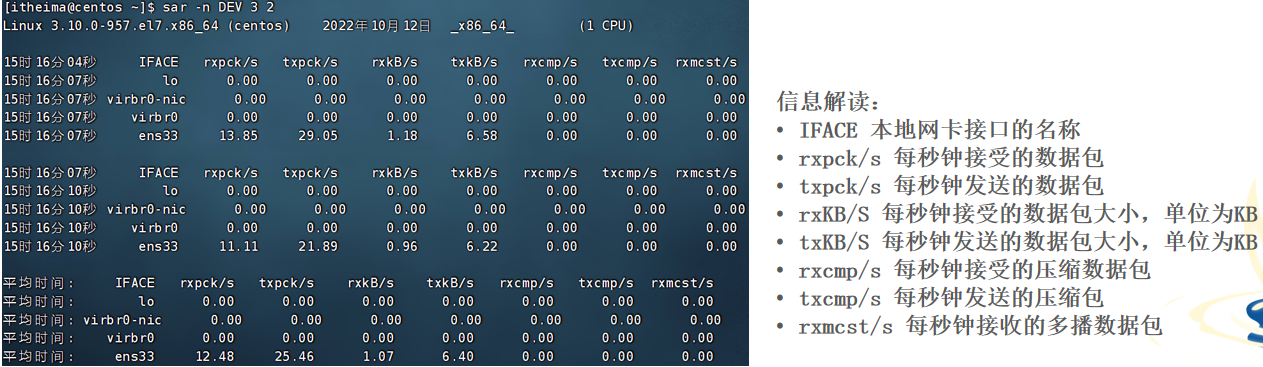 [itheima@centos ~]$ sar -n DEV 3 2
Linux 3.10.0-957.el7.x86_64 (centos) 2022年10月12日 _x86_64_ (1 CPU)
15时16分04秒 IFACE rxpck/s txpck/s rxkB/s txkB/s rxcmp/s txcmp/s rxmcst/s
15时16分07秒 lo 0.00 0.00 0.00 0.00 0.00 0.00 0.00
15时16分07秒 virbr0-nic 0.00 0.00 0.00 0.00 0.00 0.00 0.00
15时16分07秒 virbr0 0.00 0.00 0.00 0.00 0.00 0.00 0.00
15时16分07秒 ens33 13.85 29.05 1.18 6.58 0.00 0.00 0.00
15时16分07秒 IFACE rxpck/s txpck/s rxkB/s txkB/s rxcmp/s txcmp/s rxmcst/s
15时16分10秒 lo 0.00 0.00 0.00 0.00 0.00 0.00 0.00
15时16分10秒 virbr0-nic 0.00 0.00 0.00 0.00 0.00 0.00 0.00
15时16分10秒 virbr0 0.00 0.00 0.00 0.00 0.00 0.00 0.00
15时16分10秒 ens33 11.11 21.89 0.96 6.22 0.00 0.00 0.00
平均时间: IFACE rxpck/s txpck/s rxkB/s txkB/s rxcmp/s txcmp/s rxmcst/s
平均时间: lo 0.00 0.00 0.00 0.00 0.00 0.00 0.00
平均时间: virbr0-nic 0.00 0.00 0.00 0.00 0.00 0.00 0.00
平均时间: virbr0 0.00 0.00 0.00 0.00 0.00 0.00 0.00
平均时间: ens33 12.48 25.46 1.07 6.40 0.00 0.00 0.00
信息解读：
• IFACE 本地网卡接口的名称
• rxpck/s 每秒钟接受的数据包
• txpck/s 每秒钟发送的数据包
• rxKB/S 每秒钟接受的数据包大小，单位为KB
• txKB/S 每秒钟发送的数据包大小，单位为KB
• rxcmp/s 每秒钟接受的压缩数据包
• txcmp/s 每秒钟发送的压缩包
• rxmcst/s 每秒钟接收的多播数据包